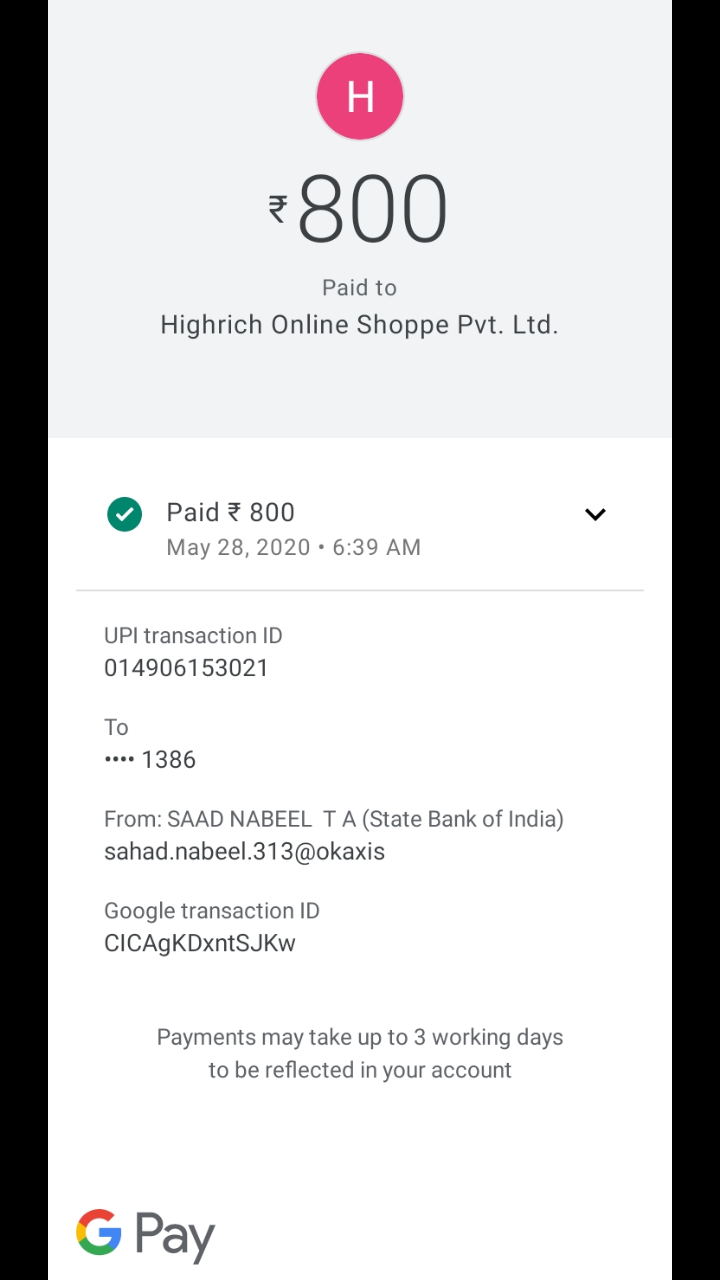 H
₹800
Paid to
Highrich Online Shoppe Pvt. Ltd.
Paid ₹ 800
May 28, 2020 • 6:39 AM
UPI transaction ID
014906153021
To
•••• 1386
From: SAAD NABEEL  T A (State Bank of India)
sahad.nabeel.313@okaxis
Google transaction ID
CICAgKDxntSJKw
Payments may take up to 3 working days
to be reflected in your account
G Pay